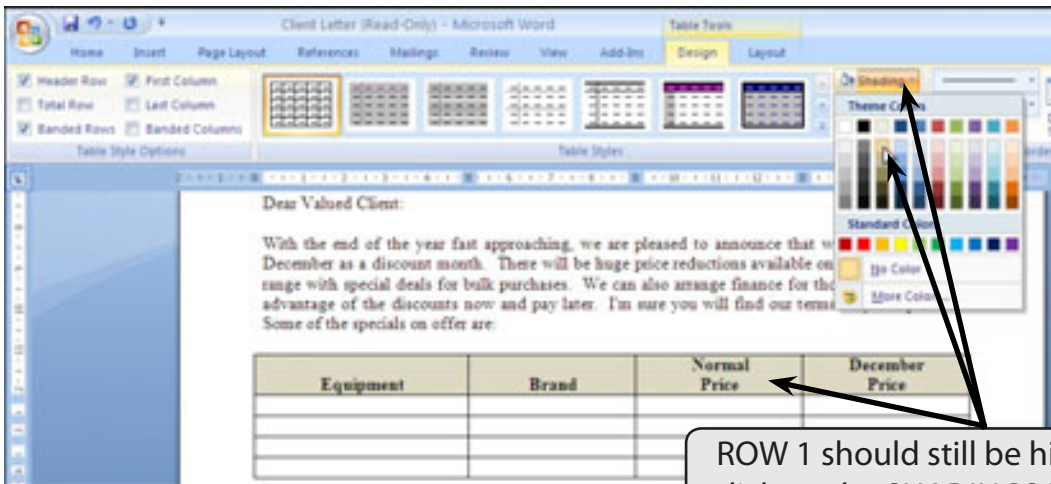 Client Letter (Read-Only) - Microsoft Word
Table Tools
Home Insert Page Layout References Mailings Review View Add-Ins Design Layout
Header Row First Column
Total Row Last Column
Banded Rows Banded Columns
Table Style Options
Table Styles
Shading
Theme Colors
Standard Colors
No Color
More Colors...
Dear Valued Client:
With the end of the year fast approaching, we are pleased to announce that
December as a discount month. There will be huge price reductions available on
range with special deals for bulk purchases. We can also arrange finance for
advantage of the discounts now and pay later. I'm sure you will find our
Some of the specials on offer are:
Equipment Brand Normal Price December Price
ROW 1 should still be